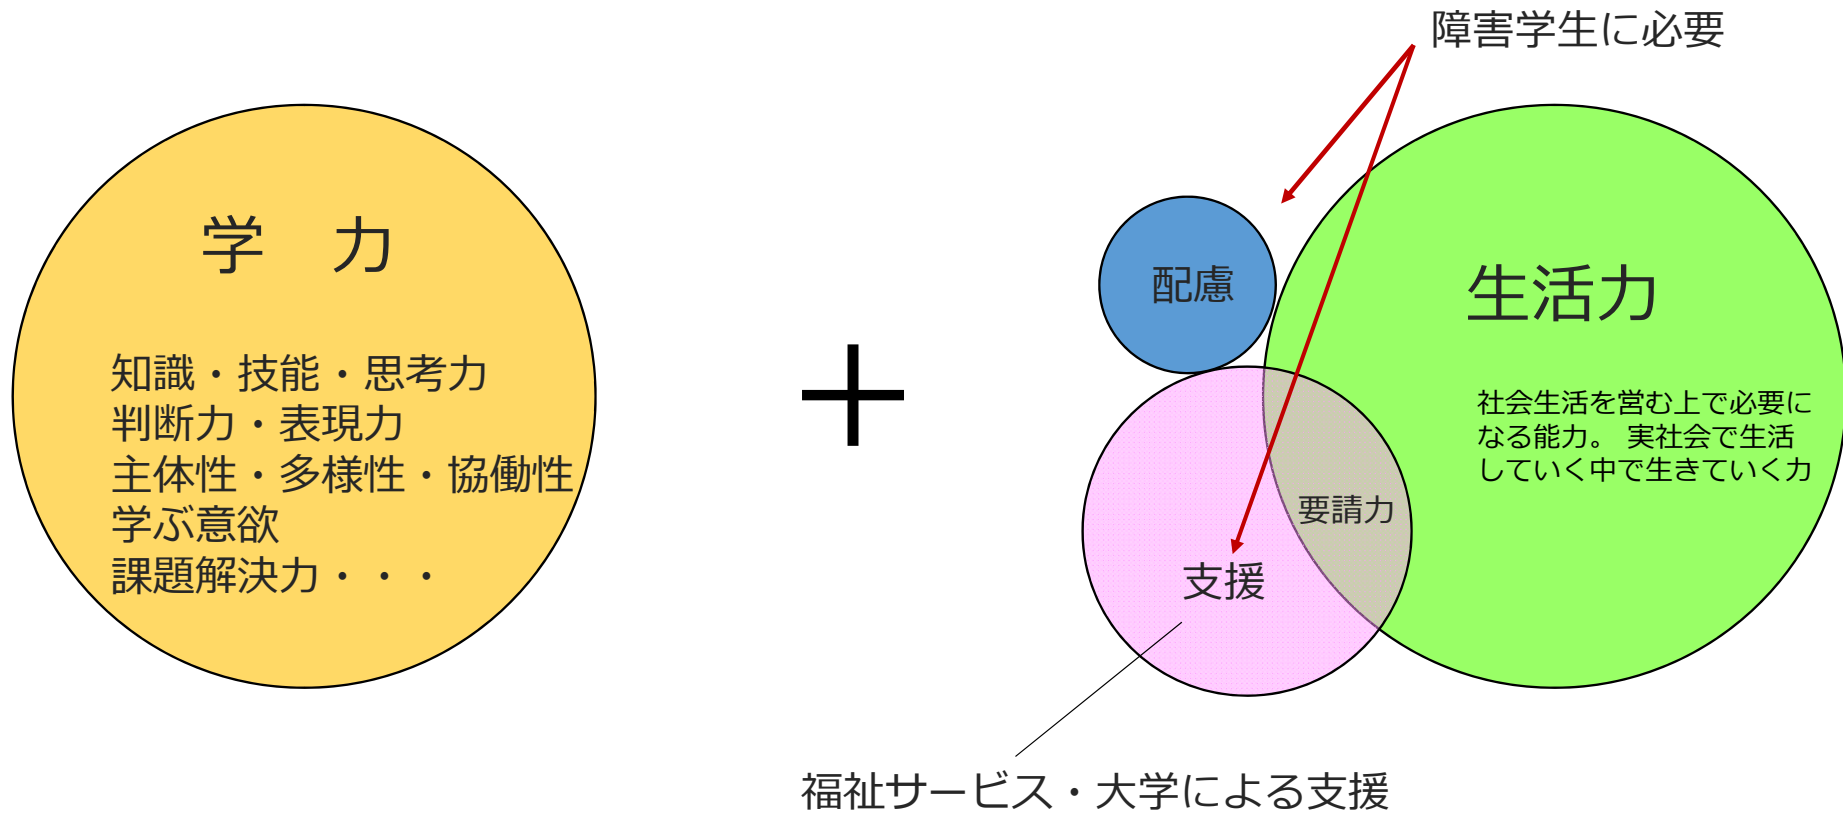 障害学生に必要
学　力
知識・技能・思考力
判断力・表現力
主体性・多様性・協働性
学ぶ意欲
課題解決力・・・
＋
配慮
生活力
社会生活を営む上で必要に
なる能力。 実社会で生活
していく中で生きていく力
要請力
支援
福祉サービス・大学による支援